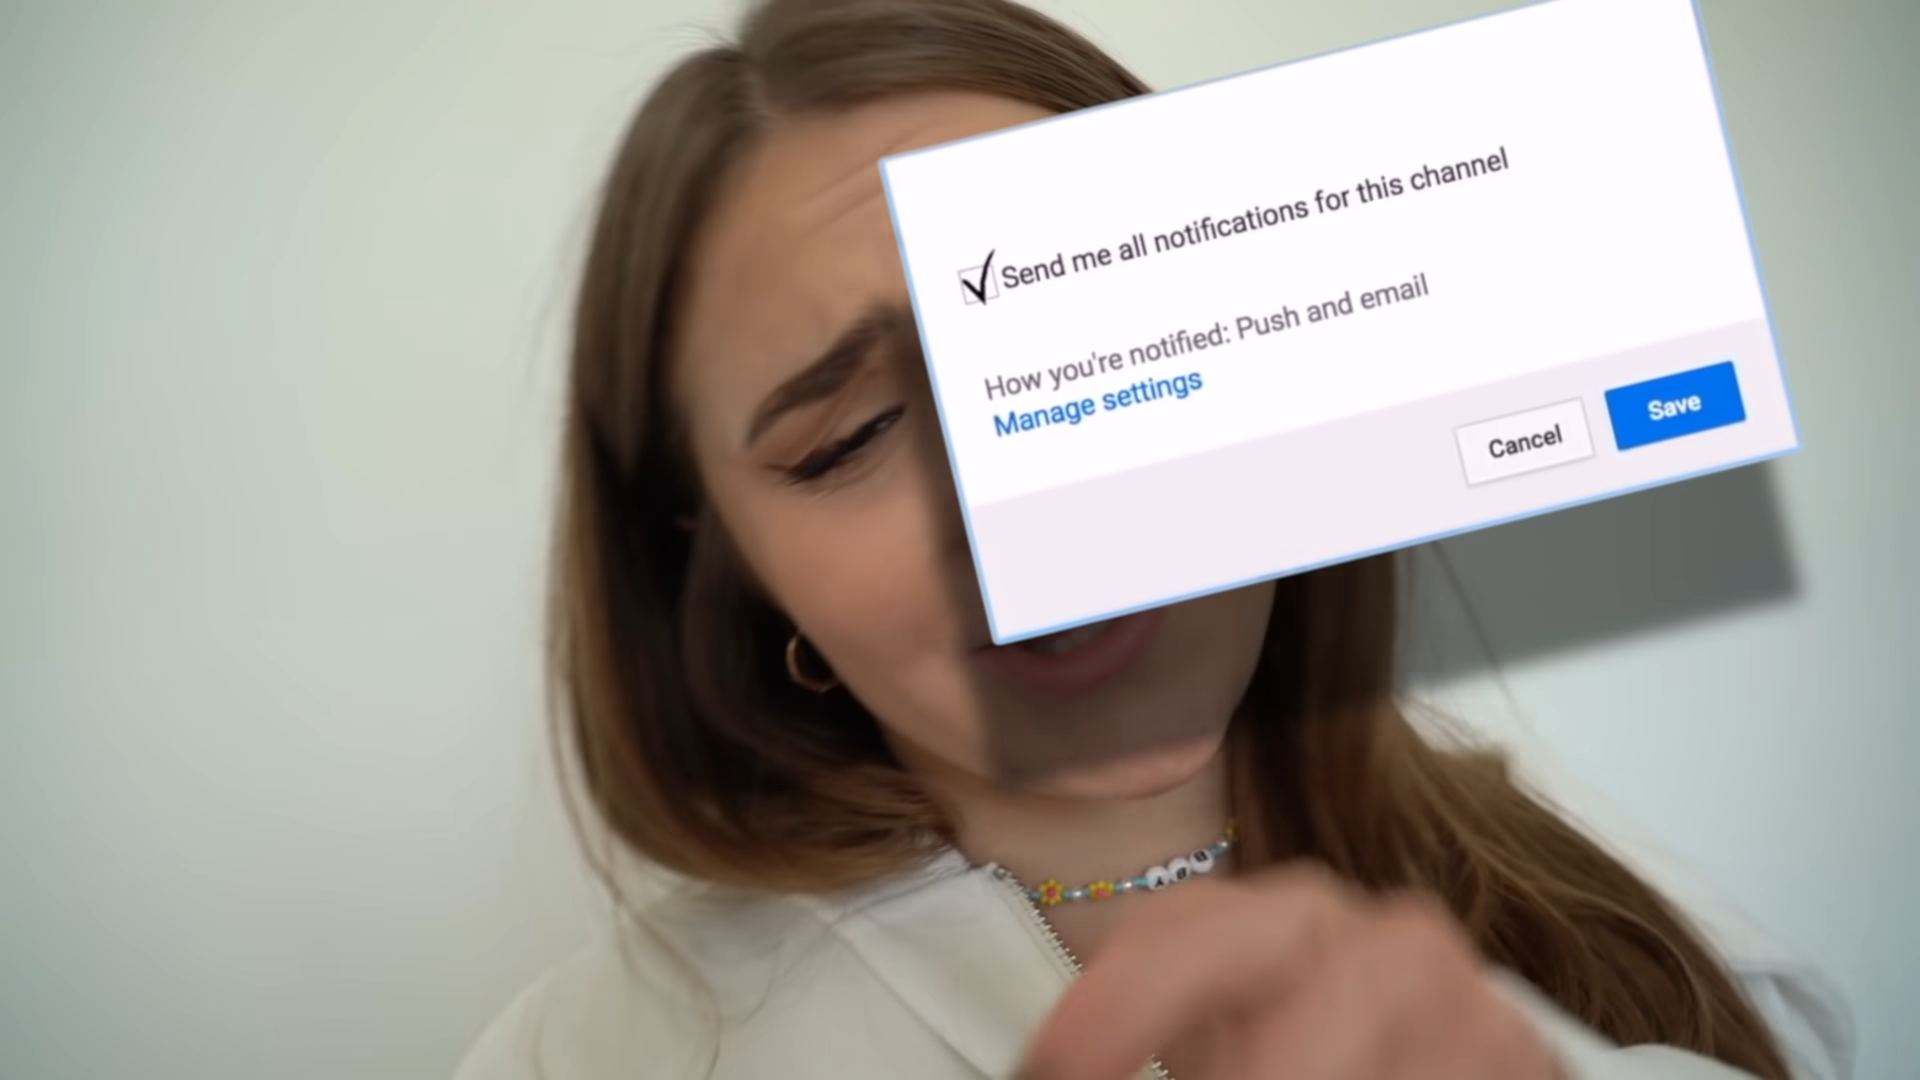 Send me all notifications for this channel
How you're notified: Push and email
Manage settings
Cancel
Save